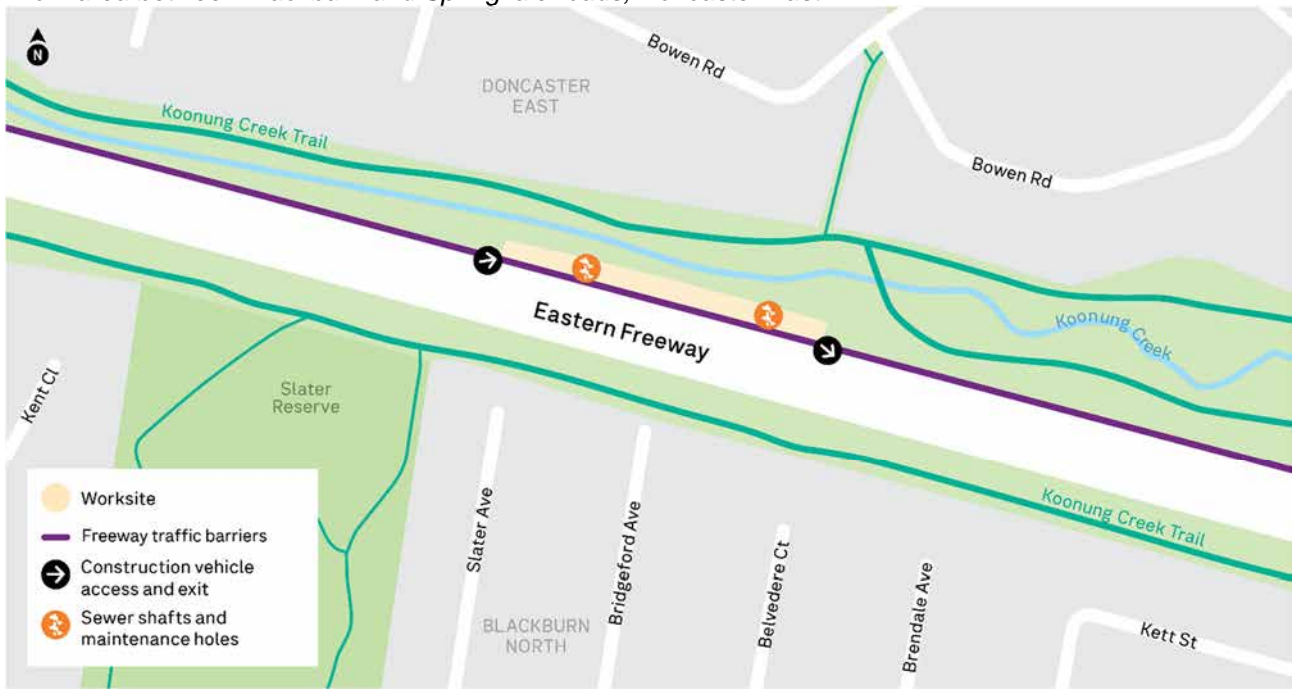 Bowen Rd
N
DONCASTER
EAST
Koonung Creek Trail
Bowen Rd
Eastern Freeway
Koonung Creek
Slater
Reserve
Kent Cl
Slater Ave
Bridgeford Ave
Belvedere Ct
Brendale Ave
Koonung Creek Trail
Kett St
BLACKBURN
NORTH
Worksite
Freeway traffic barriers
Construction vehicle
access and exit
Sewer shafts and
maintenance holes